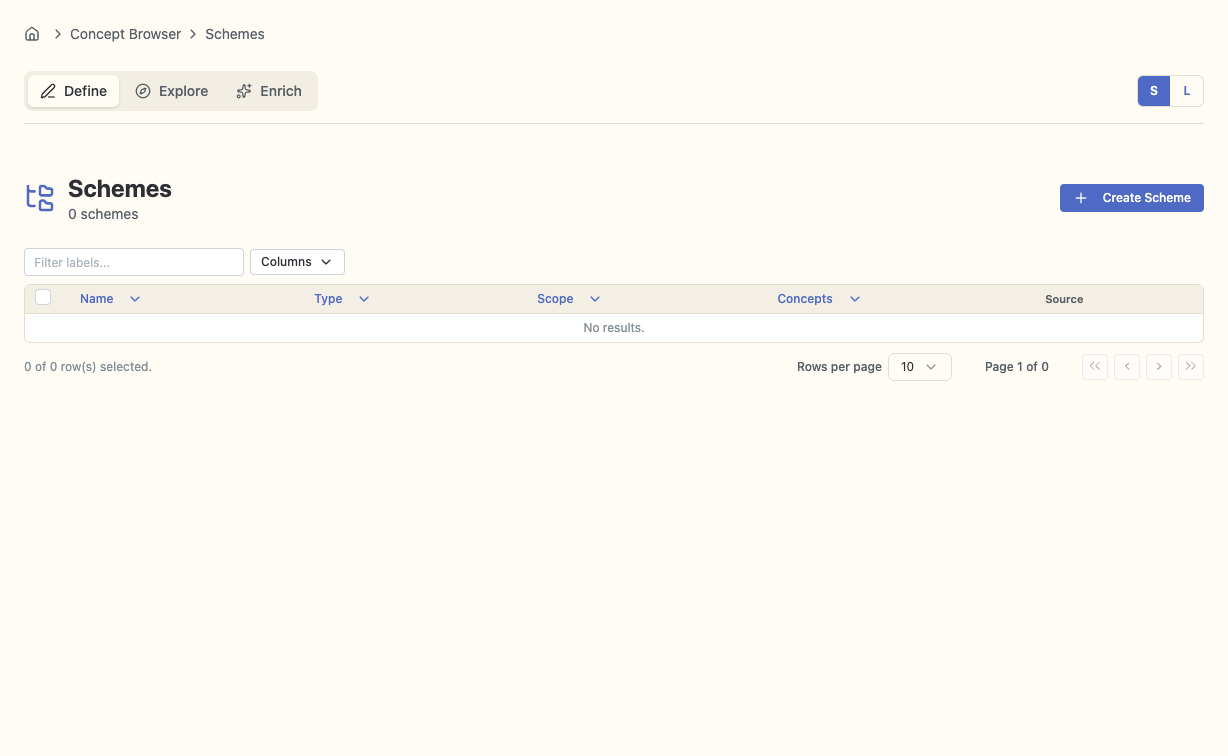 Concept Browser Schemes
Define Explore Enrich S L
Schemes
0 schemes
Create Scheme
Filter labels... Columns
Name Type Scope Concepts Source
No results.
0 of 0 row(s) selected. Rows per page 10 Page 1 of 0